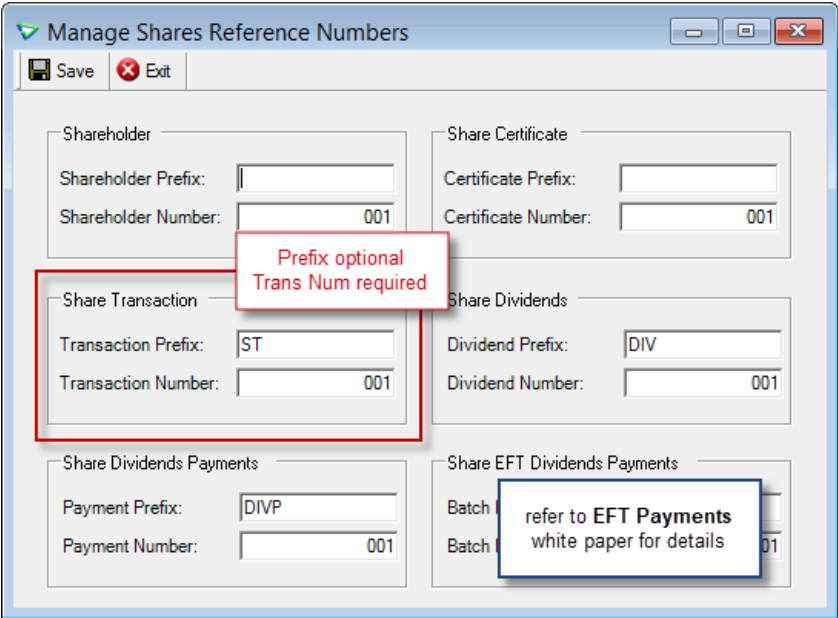 Manage Shares Reference Numbers
Save Exit
Shareholder
Shareholder Prefix:
Shareholder Number: 001
Share Certificate
Certificate Prefix:
Certificate Number: 001
Prefix optional
Trans Num required
Share Transaction
Transaction Prefix: ST
Transaction Number: 001
Share Dividends
Dividend Prefix: DIV
Dividend Number: 001
Share Dividends Payments
Payment Prefix: DIVP
Payment Number: 001
Share EFT Dividends Payments
Batch
Batch
refer to EFT Payments
white paper for details